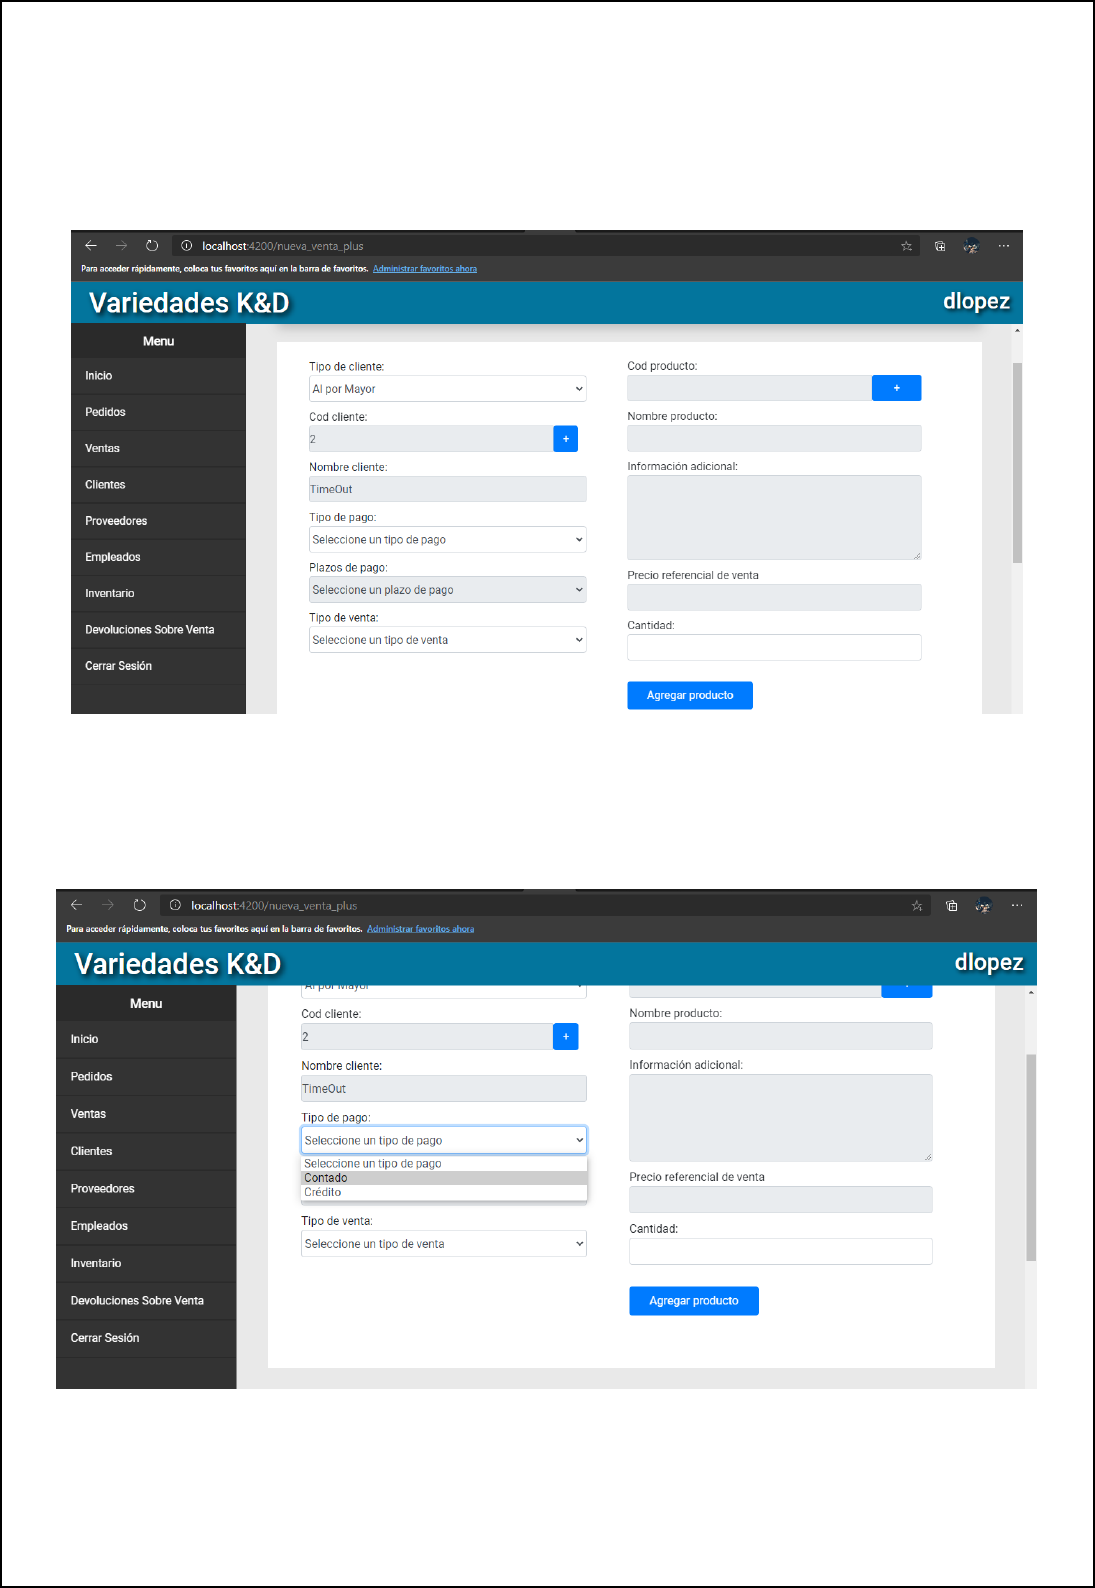 localhost:4200/nueva_venta_plus
Para acceder rápidamente, coloca tus favoritos aquí en la barra de favoritos. Administrar favoritos ahora
Variedades K&D
dlopez
Menu
Inicio
Pedidos
Ventas
Clientes
Proveedores
Empleados
Inventario
Devoluciones Sobre Venta
Cerrar Sesión
Tipo de cliente:
Al por Mayor
Cod cliente:
2 +
Nombre cliente:
TimeOut
Tipo de pago:
Seleccione un tipo de pago
Plazos de pago:
Seleccione un plazo de pago
Tipo de venta:
Seleccione un tipo de venta
Cod producto:
+
Nombre producto:
Información adicional:
Precio referencial de venta
Cantidad:
Agregar producto
localhost:4200/nueva_venta_plus
Para acceder rápidamente, coloca tus favoritos aquí en la barra de favoritos. Administrar favoritos ahora
Variedades K&D
dlopez
Menu
Inicio
Pedidos
Ventas
Clientes
Proveedores
Empleados
Inventario
Devoluciones Sobre Venta
Cerrar Sesión
Al por Mayor
Cod cliente:
2 +
Nombre cliente:
TimeOut
Tipo de pago:
Seleccione un tipo de pago
Seleccione un tipo de pago
Contado
Crédito
Tipo de venta:
Seleccione un tipo de venta
Nombre producto:
Información adicional:
Precio referencial de venta
Cantidad:
Agregar producto